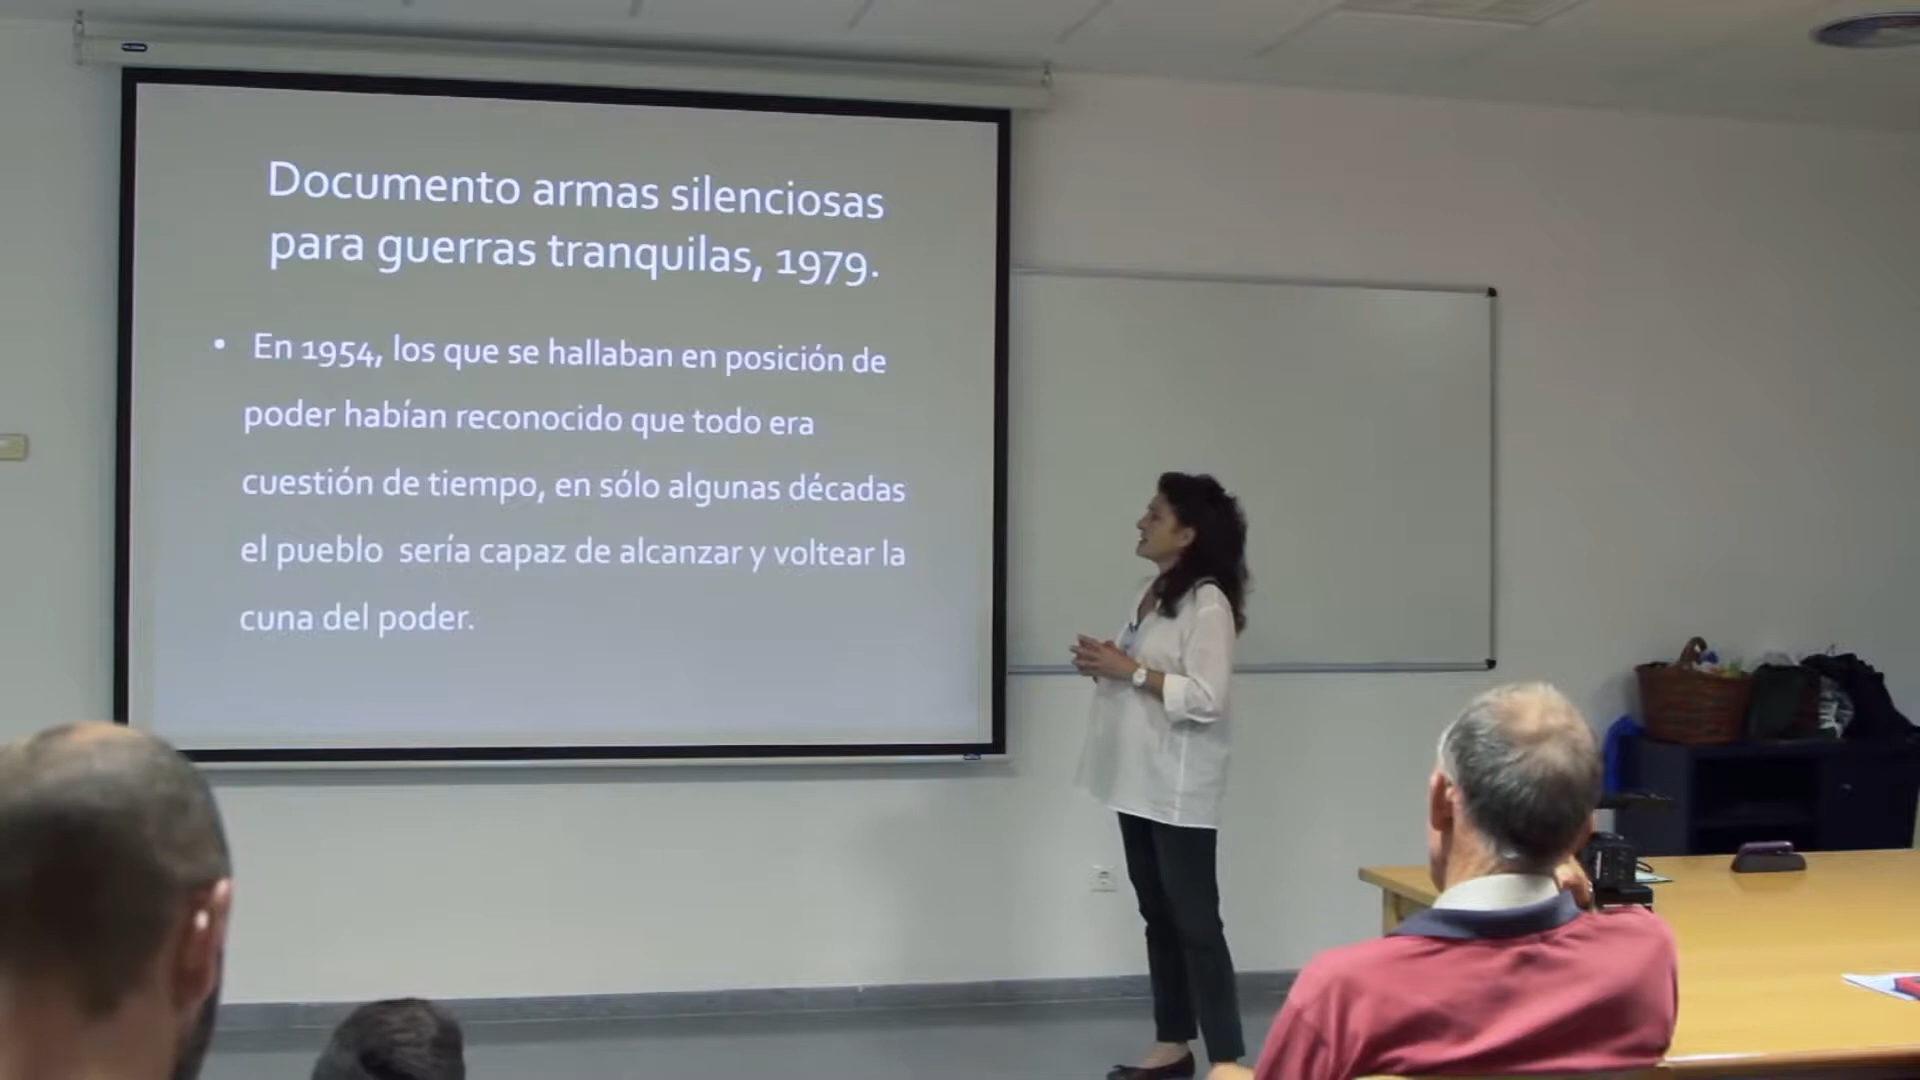 Documento armas silenciosas
para guerras tranquilas, 1979.
• En 1954, los que se hallaban en posición de
poder habían reconocido que todo era
cuestión de tiempo, en sólo algunas décadas
el pueblo sería capaz de alcanzar y voltear la
cuna del poder.